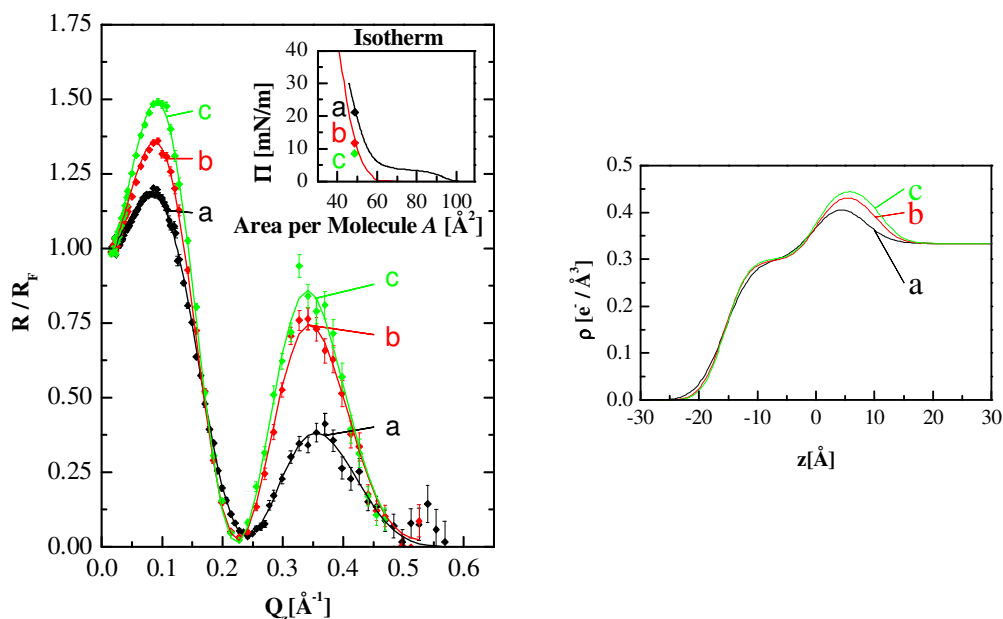 1.75
1.50
1.25
1.00
0.75
0.50
0.25
0.00
R / R_F
0.0 0.1 0.2 0.3 0.4 0.5 0.6
Q_z[Å⁻¹]
c
b
a
c
b
a
Isotherm
40
30
20
10
0
Π [mN/m]
a
b
c
40 60 80 100
Area per Molecule A [Å²]
0.5
0.4
0.3
0.2
0.1
0.0
ρ [e⁻/ Å³]
c
b
a
-30 -20 -10 0 10 20 30
z[Å]